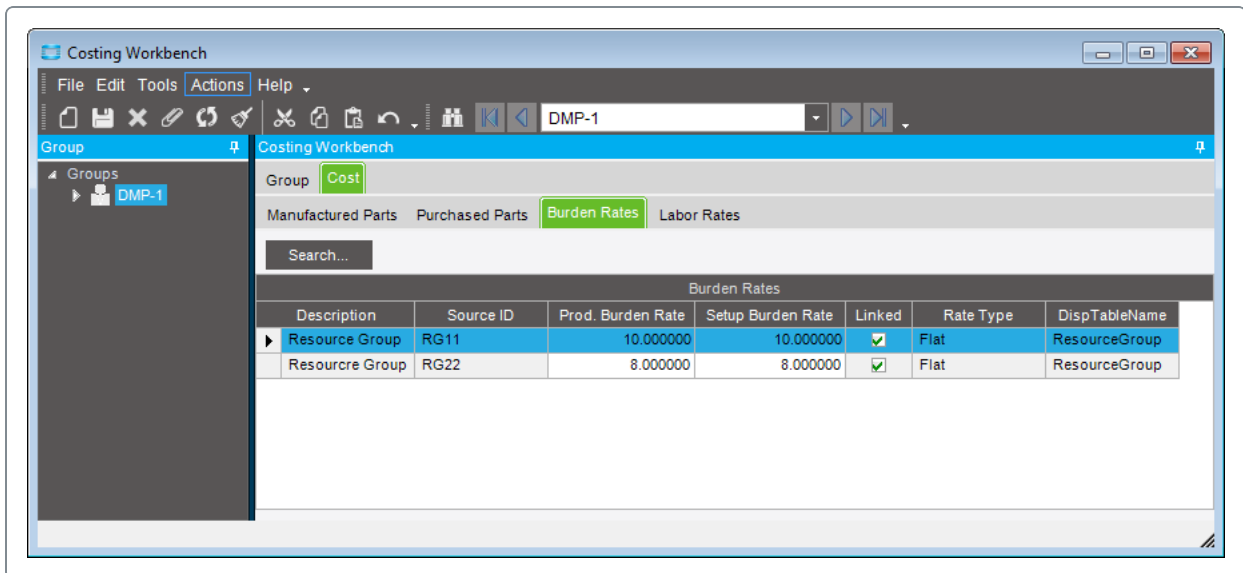 Costing Workbench
File Edit Tools Actions Help
DMP-1
Group
Costing Workbench
Groups
DMP-1
Group Cost
Manufactured Parts Purchased Parts Burden Rates Labor Rates
Search...
Burden Rates
Description Source ID Prod. Burden Rate Setup Burden Rate Linked Rate Type DispTableName
Resource Group RG11 10.000000 10.000000 Flat ResourceGroup
Resourcre Group RG22 8.000000 8.000000 Flat ResourceGroup